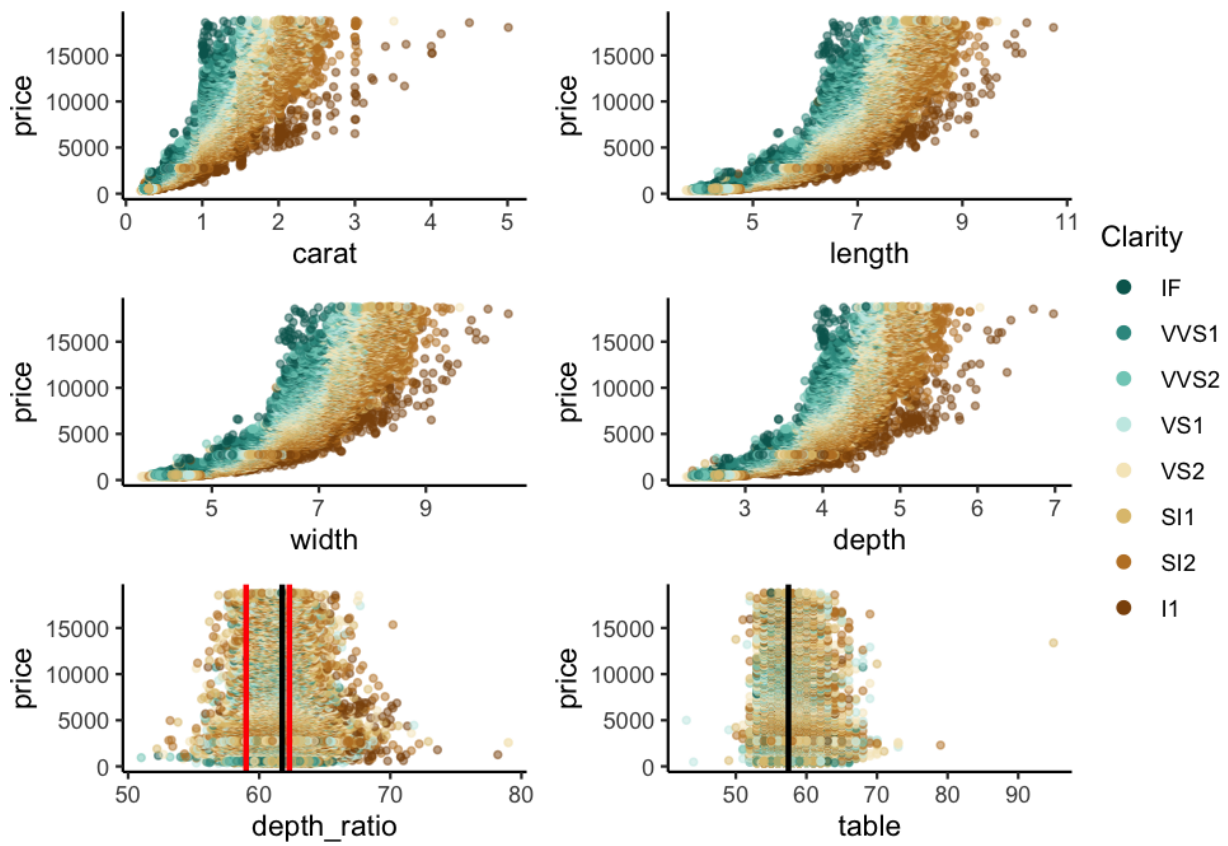 price
15000
10000
5000
0
0 1 2 3 4 5
carat
price
15000
10000
5000
0
5 7 9 11
length
price
15000
10000
5000
0
5 7 9
width
price
15000
10000
5000
0
3 4 5 6 7
depth
price
15000
10000
5000
0
50 60 70 80
depth_ratio
price
15000
10000
5000
0
50 60 70 80 90
table
Clarity
IF
VVS1
VVS2
VS1
VS2
SI1
SI2
I1